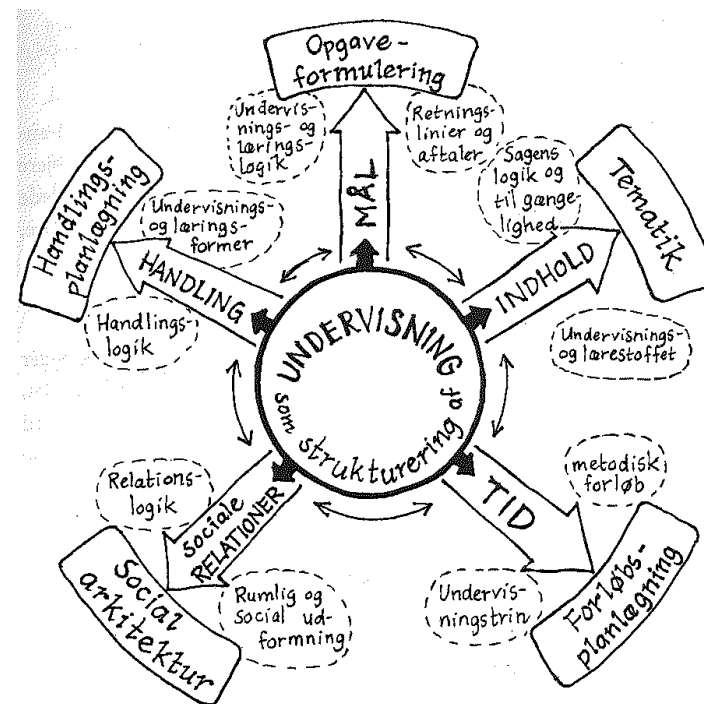 Opgave-
formulering
Undervis-
nings- og
lærings-
logik
Retnings-
linier og
aftaler
MÅL
Sagens
logik og
til gænge-
lighed
Tematik
INDHOLD
Undervisnings-
og lærestoffet
Handlings-
planlægning
Undervisnings-
og lærings-
former
HANDLING
Handlings-
logik
UNDERVISNING
som strukturering af
Relations-
logik
Sociale
RELATIONER
Social
arkitektur
Rumlig og
Social ud-
formning
TID
metodisk
forløb
Undervis-
ningstrin
Forløbs-
planlægning